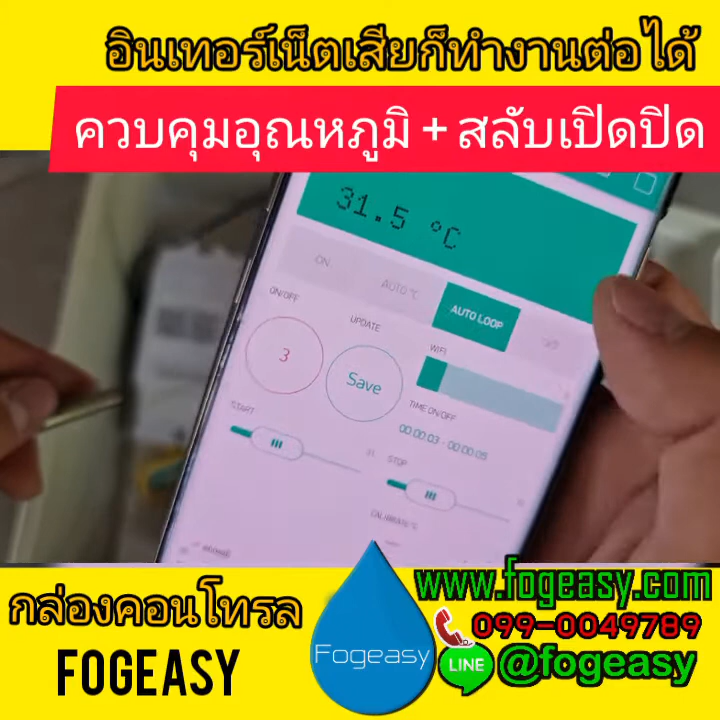 อินเทอร์เน็ตเสียก็ทำงานต่อได้
ควบคุมอุณหภูมิ + สลับเปิดปิด
31.5 °C
ON
AUTO °C
AUTO LOOP
ON/OFF
UPDATE
WIFI
3
Save
TIME ON/OFF
00:00:03 - 00:00:05
START
STOP
CALIBRATE °C
กล่องคอนโทรล
FOGEASY
Fogeasy
www.fogeasy.com
099-0049789
LINE
@fogeasy